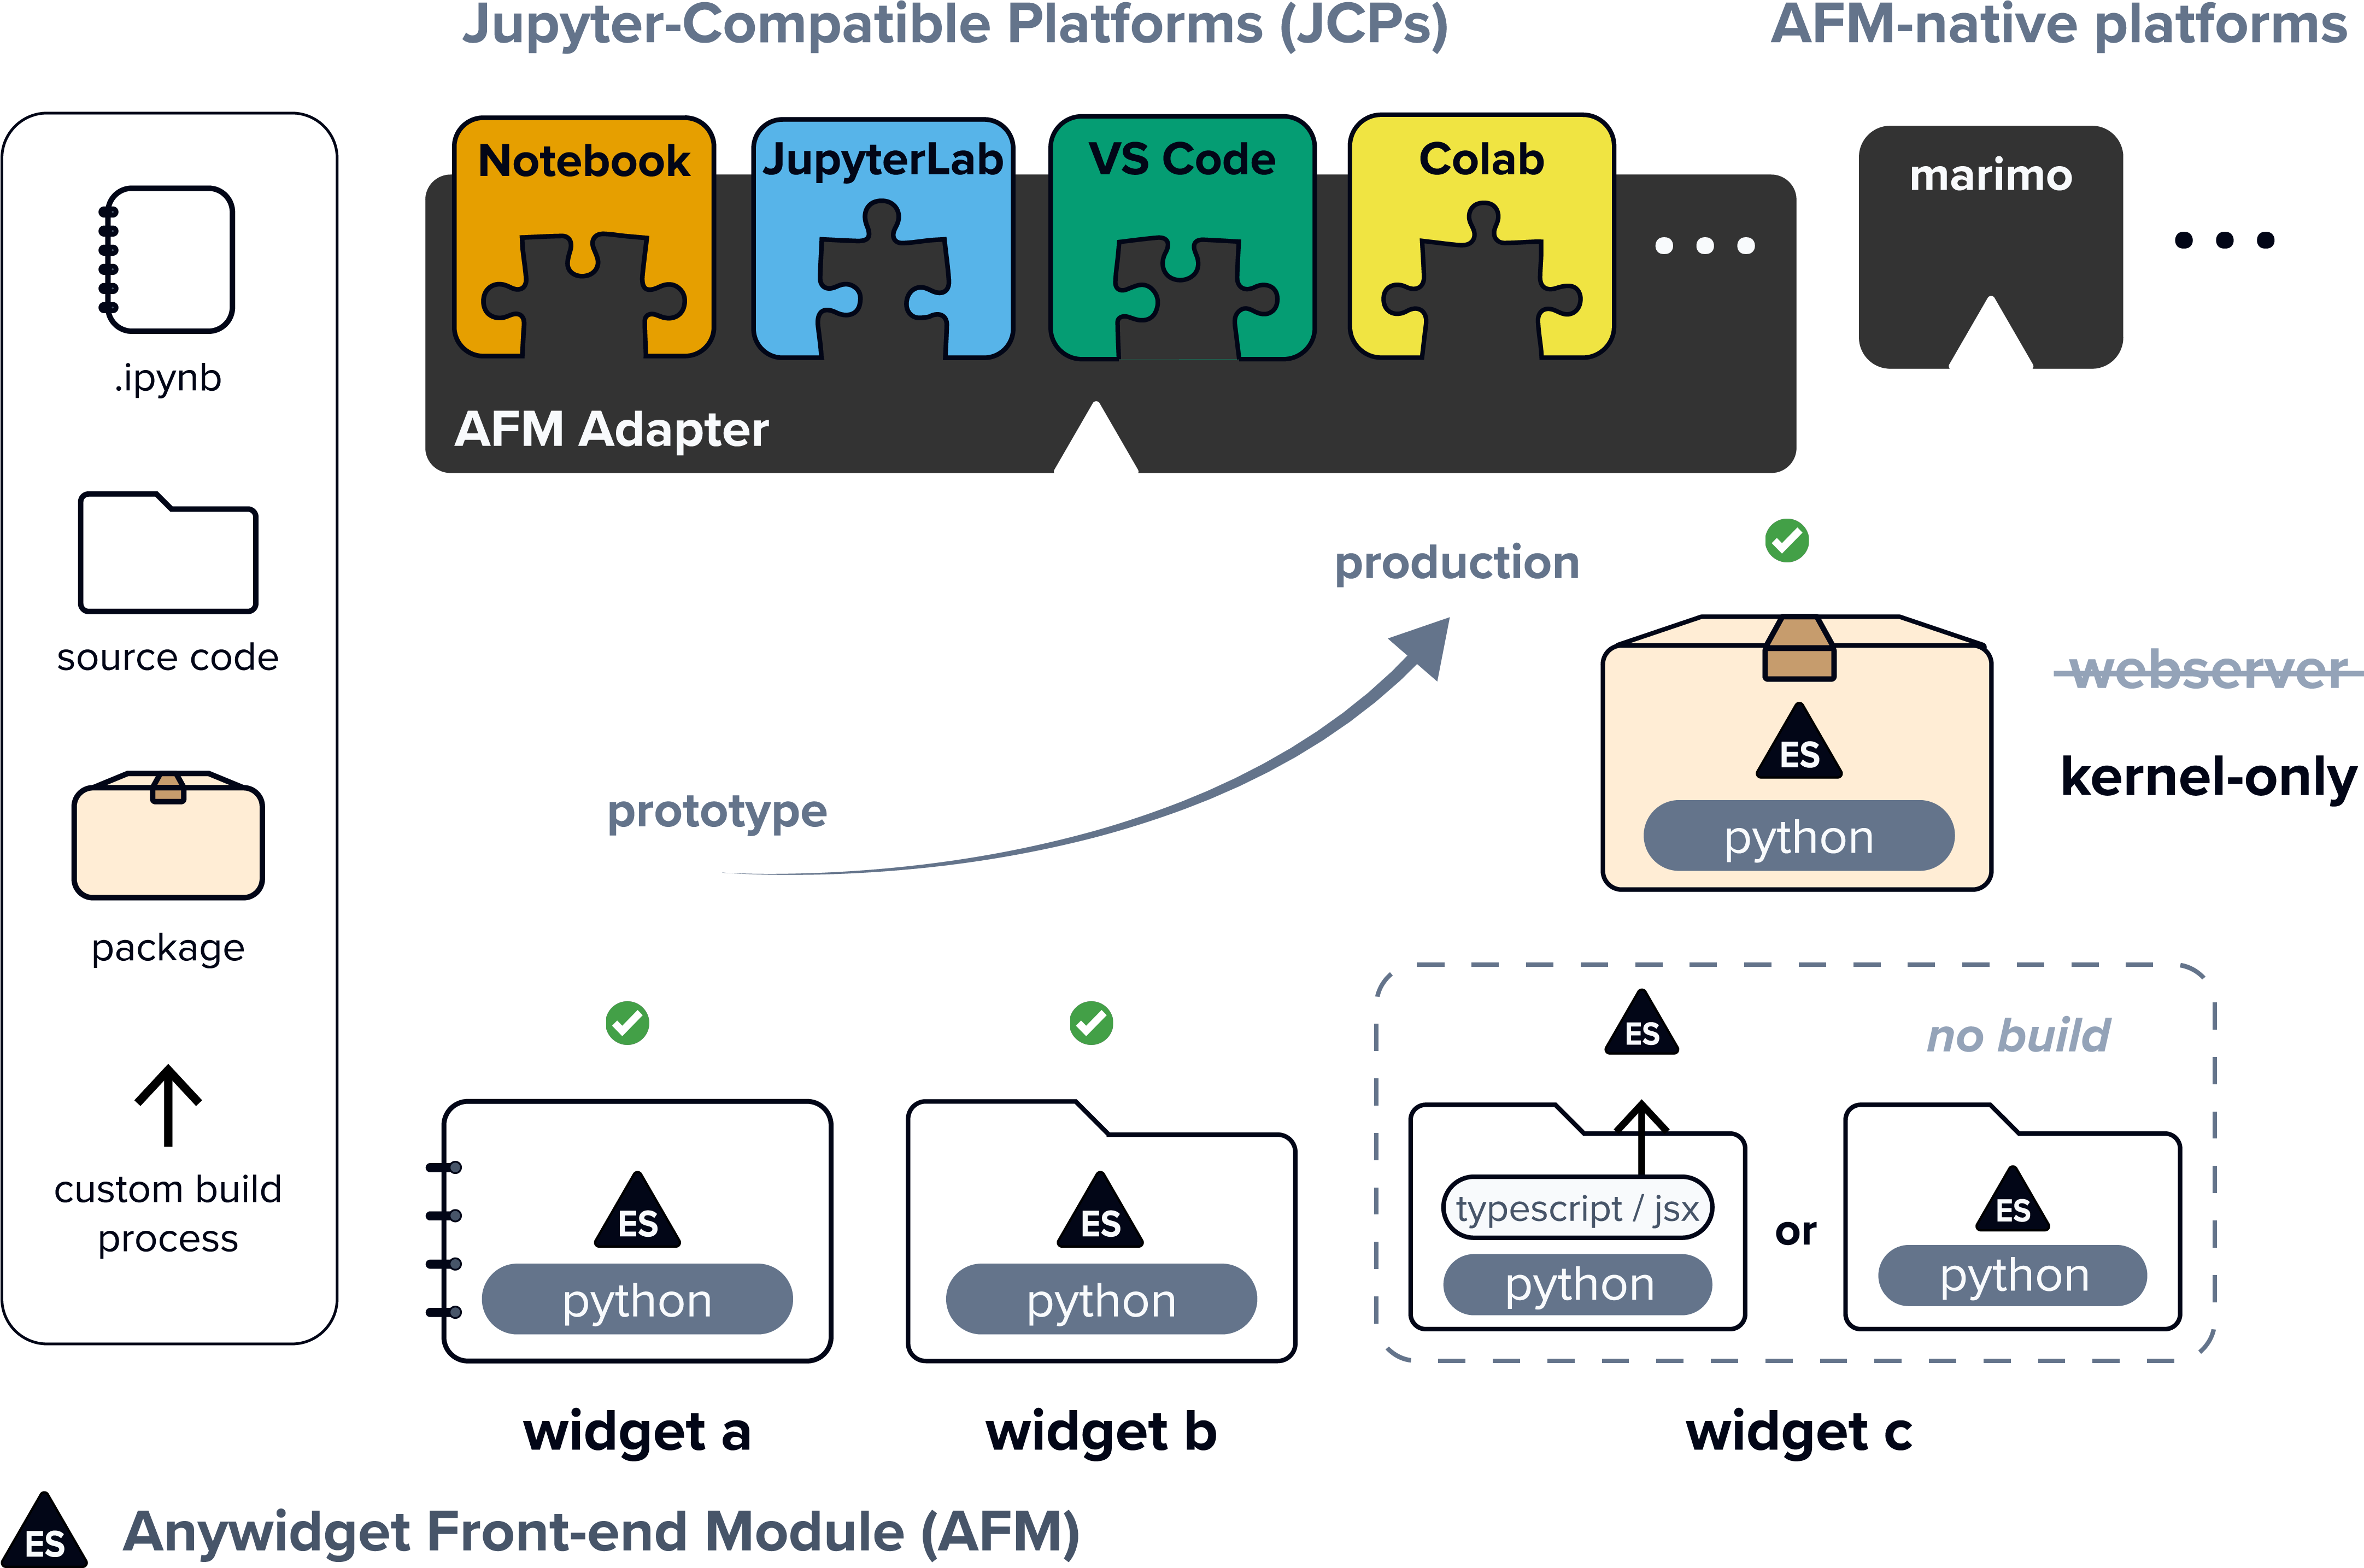 Jupyter-Compatible Platforms (JCPs)
AFM-native platforms
Notebook
JupyterLab
VS Code
Colab
...
marimo
...
AFM Adapter
.ipynb
source code
package
custom build
process
prototype
production
webserver
kernel-only
ES
python
ES
python
ES
python
ES
no build
typescript / jsx
python
or
ES
python
widget a
widget b
widget c
ES
Anywidget Front-end Module (AFM)